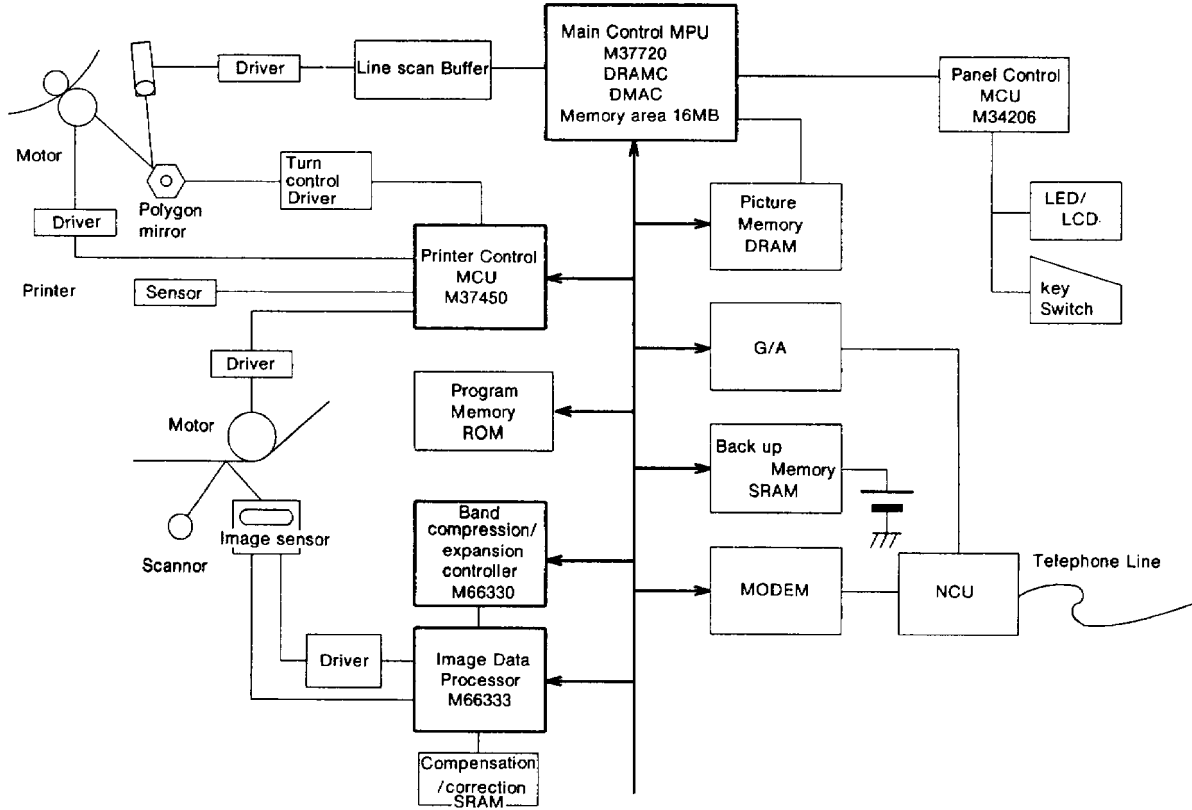 Main Control MPU
M37720
DRAMC
DMAC
Memory area 16MB
Driver
Line scan Buffer
Panel Control
MCU
M34206
Motor
Turn
control
Driver
Polygon
mirror
Driver
Picture
Memory
DRAM
LED/
LCD
Printer Control
MCU
M37450
Printer
Sensor
key
Switch
G/A
Driver
Program
Memory
ROM
Motor
Back up
Memory
SRAM
Image sensor
Scannor
Band
compression/
expansion
controller
M66330
MODEM
NCU
Telephone Line
Driver
Image Data
Processor
M66333
Compensation
/correction
SRAM